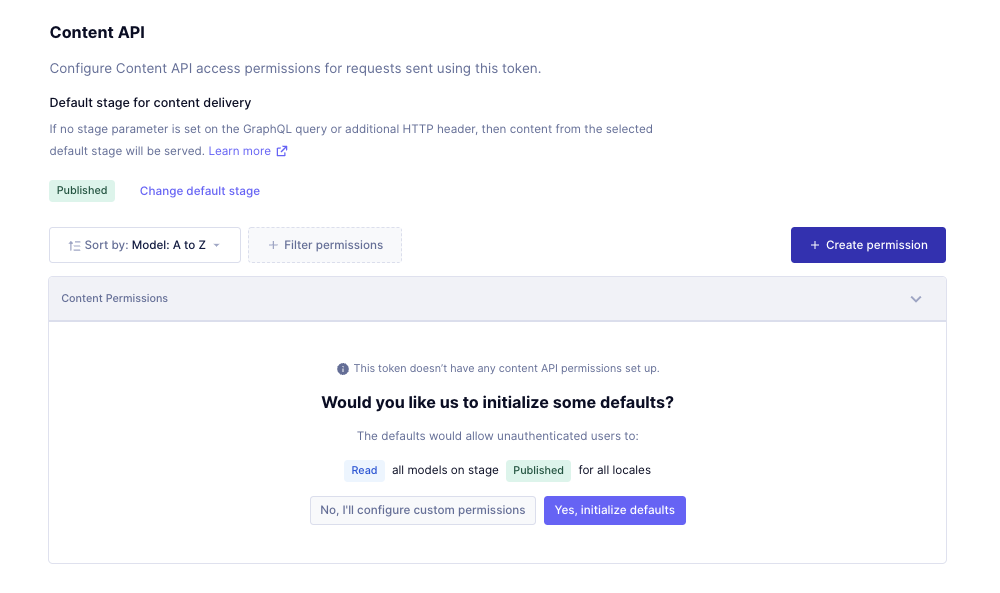 Content API
Configure Content API access permissions for requests sent using this token.
Default stage for content delivery
If no stage parameter is set on the GraphQL query or additional HTTP header, then content from the selected
default stage will be served. Learn more
Published Change default stage
Sort by: Model: A to Z + Filter permissions + Create permission
Content Permissions
This token doesn't have any content API permissions set up.
Would you like us to initialize some defaults?
The defaults would allow unauthenticated users to:
Read all models on stage Published for all locales
No, I'll configure custom permissions Yes, initialize defaults